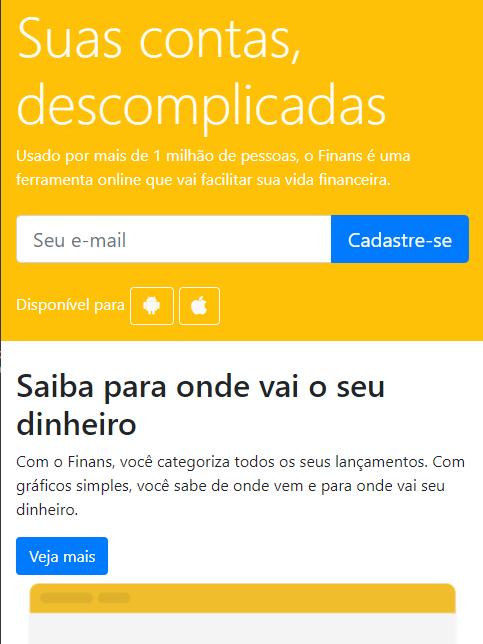 Suas contas,
descomplicadas
Usado por mais de 1 milhão de pessoas, o Finans é uma
ferramenta online que vai facilitar sua vida financeira.
Seu e-mail
Cadastre-se
Disponível para
Saiba para onde vai o seu
dinheiro
Com o Finans, você categoriza todos os seus lançamentos. Com
gráficos simples, você sabe de onde vem e para onde vai seu
dinheiro.
Veja mais